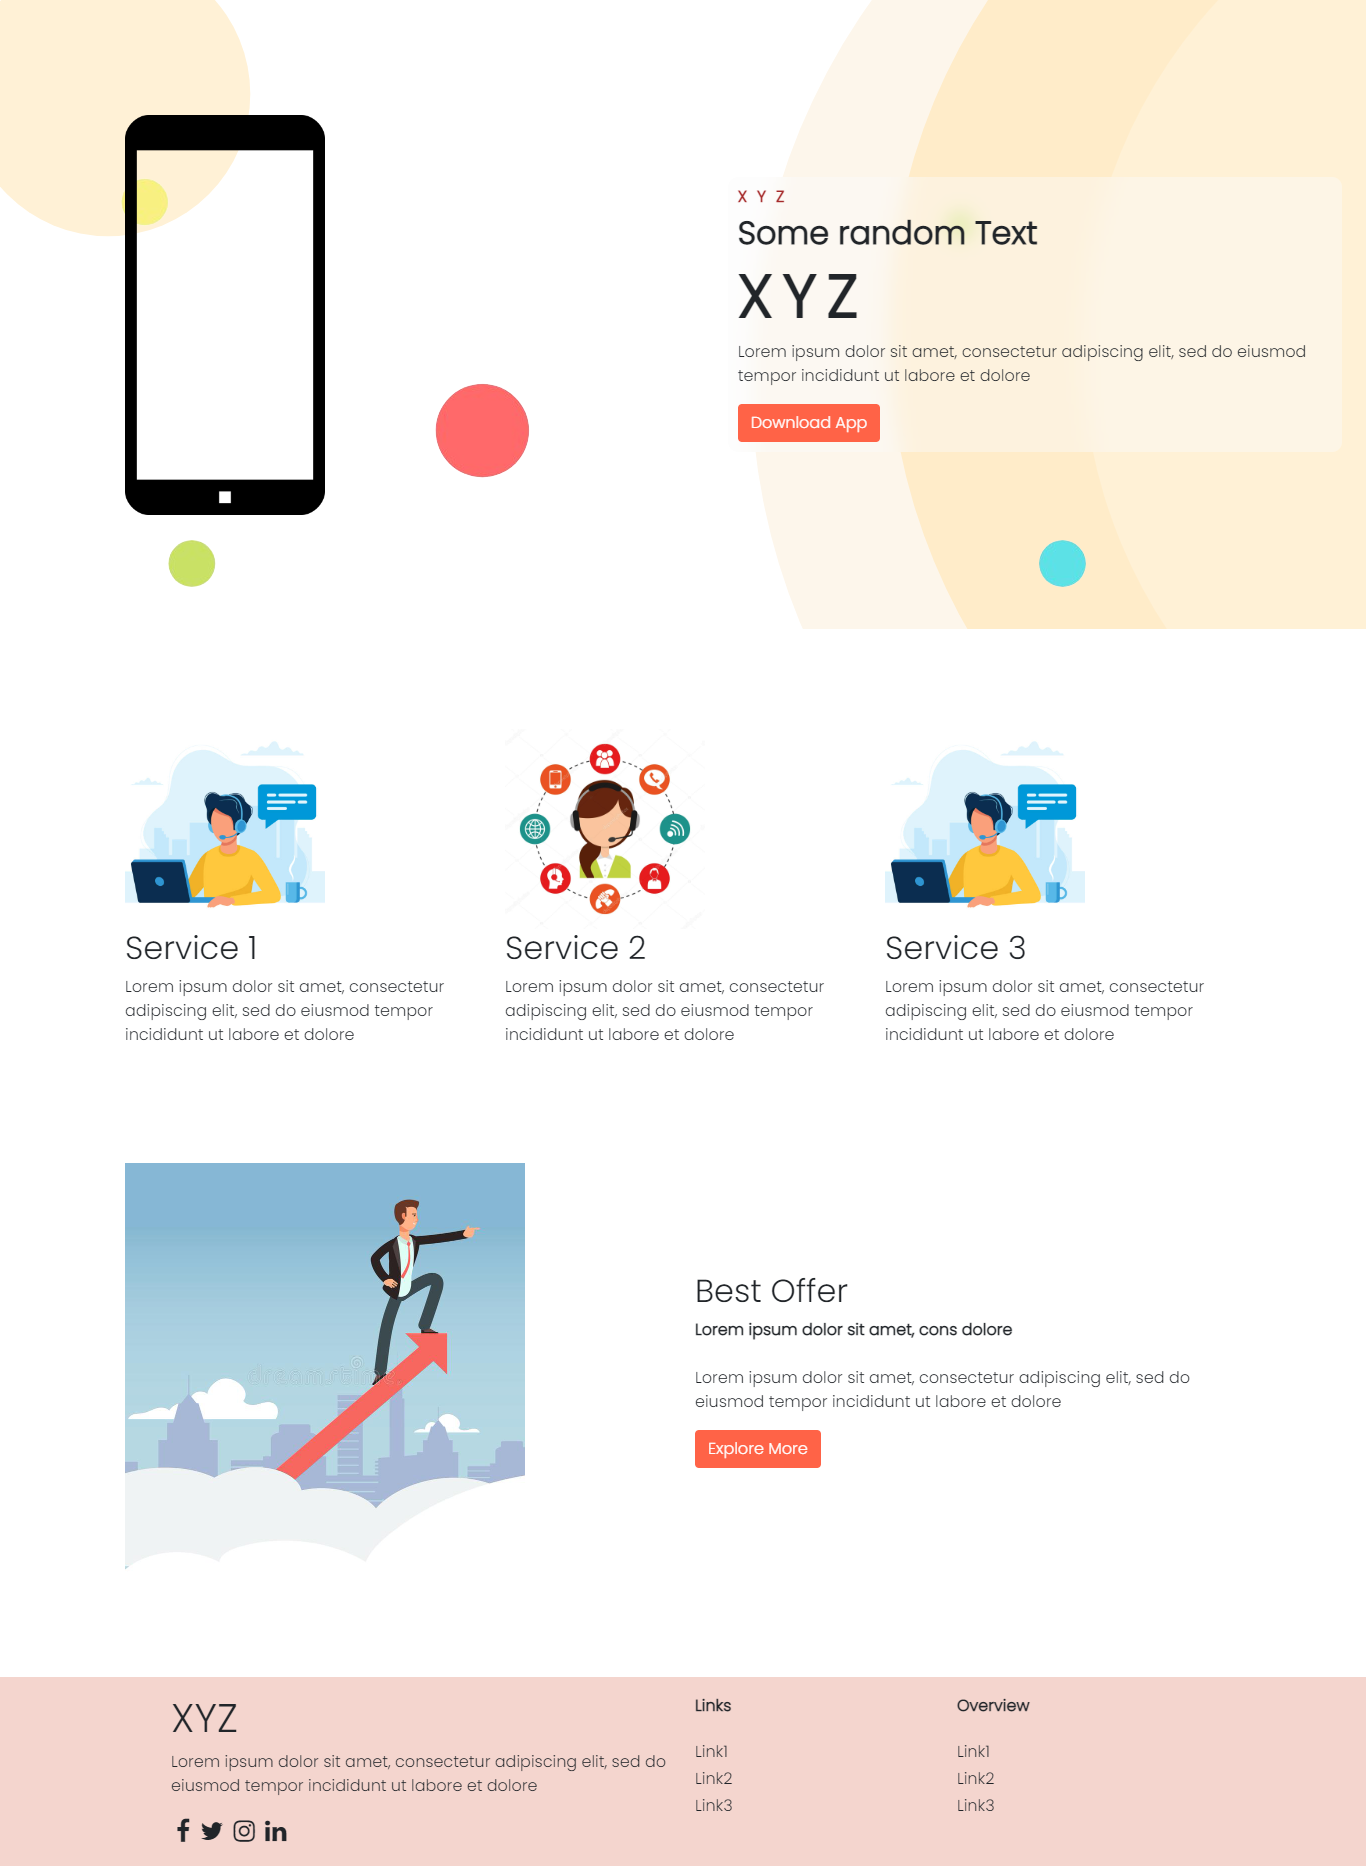 X Y Z
Some random Text
XYZ
Lorem ipsum dolor sit amet, consectetur adipiscing elit, sed do eiusmod
tempor incididunt ut labore et dolore
Download App
Service 1
Lorem ipsum dolor sit amet, consectetur
adipiscing elit, sed do eiusmod tempor
incididunt ut labore et dolore
Service 2
Lorem ipsum dolor sit amet, consectetur
adipiscing elit, sed do eiusmod tempor
incididunt ut labore et dolore
Service 3
Lorem ipsum dolor sit amet, consectetur
adipiscing elit, sed do eiusmod tempor
incididunt ut labore et dolore
dreamstime
Best Offer
Lorem ipsum dolor sit amet, cons dolore
Lorem ipsum dolor sit amet, consectetur adipiscing elit, sed do
eiusmod tempor incididunt ut labore et dolore
Explore More
XYZ
Lorem ipsum dolor sit amet, consectetur adipiscing elit, sed do
eiusmod tempor incididunt ut labore et dolore
Links
Link1
Link2
Link3
Overview
Link1
Link2
Link3